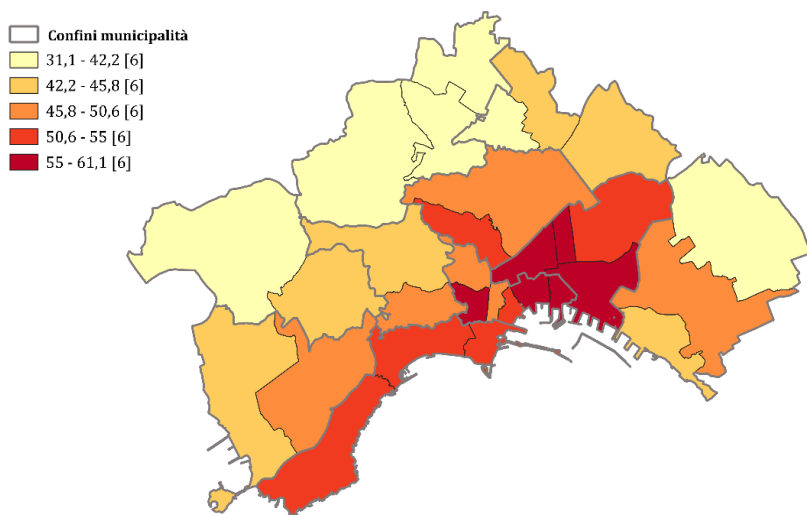 Confini municipalità
31,1 - 42,2 [6]
42,2 - 45,8 [6]
45,8 - 50,6 [6]
50,6 - 55 [6]
55 - 61,1 [6]